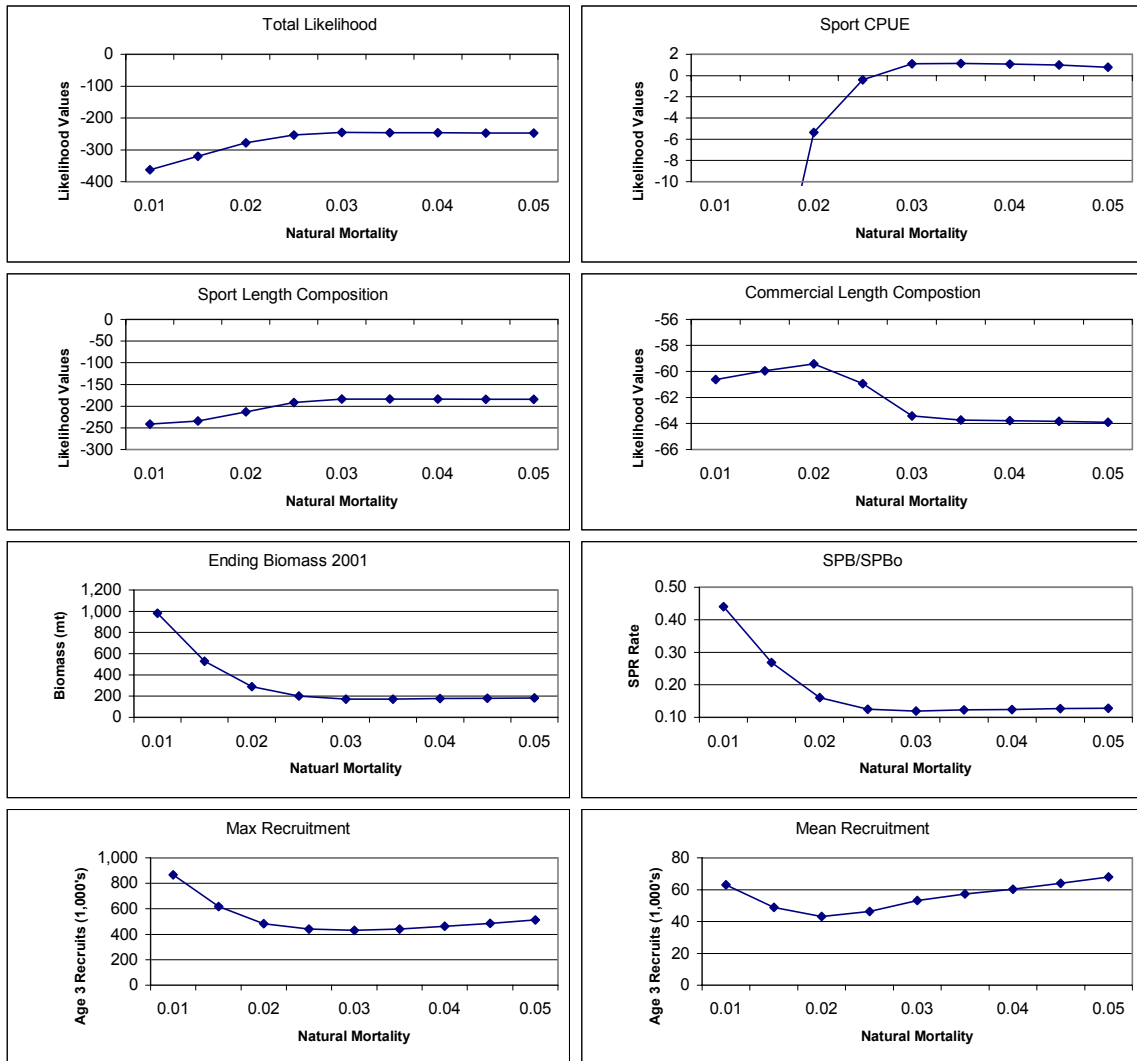 Total Likelihood
0
-100
-200
-300
-400
Likelihood Values
0.01 0.02 0.03 0.04 0.05
Natural Mortality
Sport CPUE
2
0
-2
-4
-6
-8
-10
Likelihood Values
0.01 0.02 0.03 0.04 0.05
Natural Mortality
Sport Length Composition
0
-50
-100
-150
-200
-250
-300
Likelihood Values
0.01 0.02 0.03 0.04 0.05
Natural Mortality
Commercial Length Compostion
-56
-58
-60
-62
-64
-66
Likelihood Values
0.01 0.02 0.03 0.04 0.05
Natural Mortality
Ending Biomass 2001
1,200
1,000
800
600
400
200
0
Biomass (mt)
0.01 0.02 0.03 0.04 0.05
Natuarl Mortality
SPB/SPBo
0.50
0.40
0.30
0.20
0.10
SPR Rate
0.01 0.02 0.03 0.04 0.05
Natural Mortality
Max Recruitment
1,000
800
600
400
200
0
Age 3 Recruits (1,000's)
0.01 0.02 0.03 0.04 0.05
Natural Mortality
Mean Recruitment
80
60
40
20
0
Age 3 Recruits (1,000's)
0.01 0.02 0.03 0.04 0.05
Natural Mortality